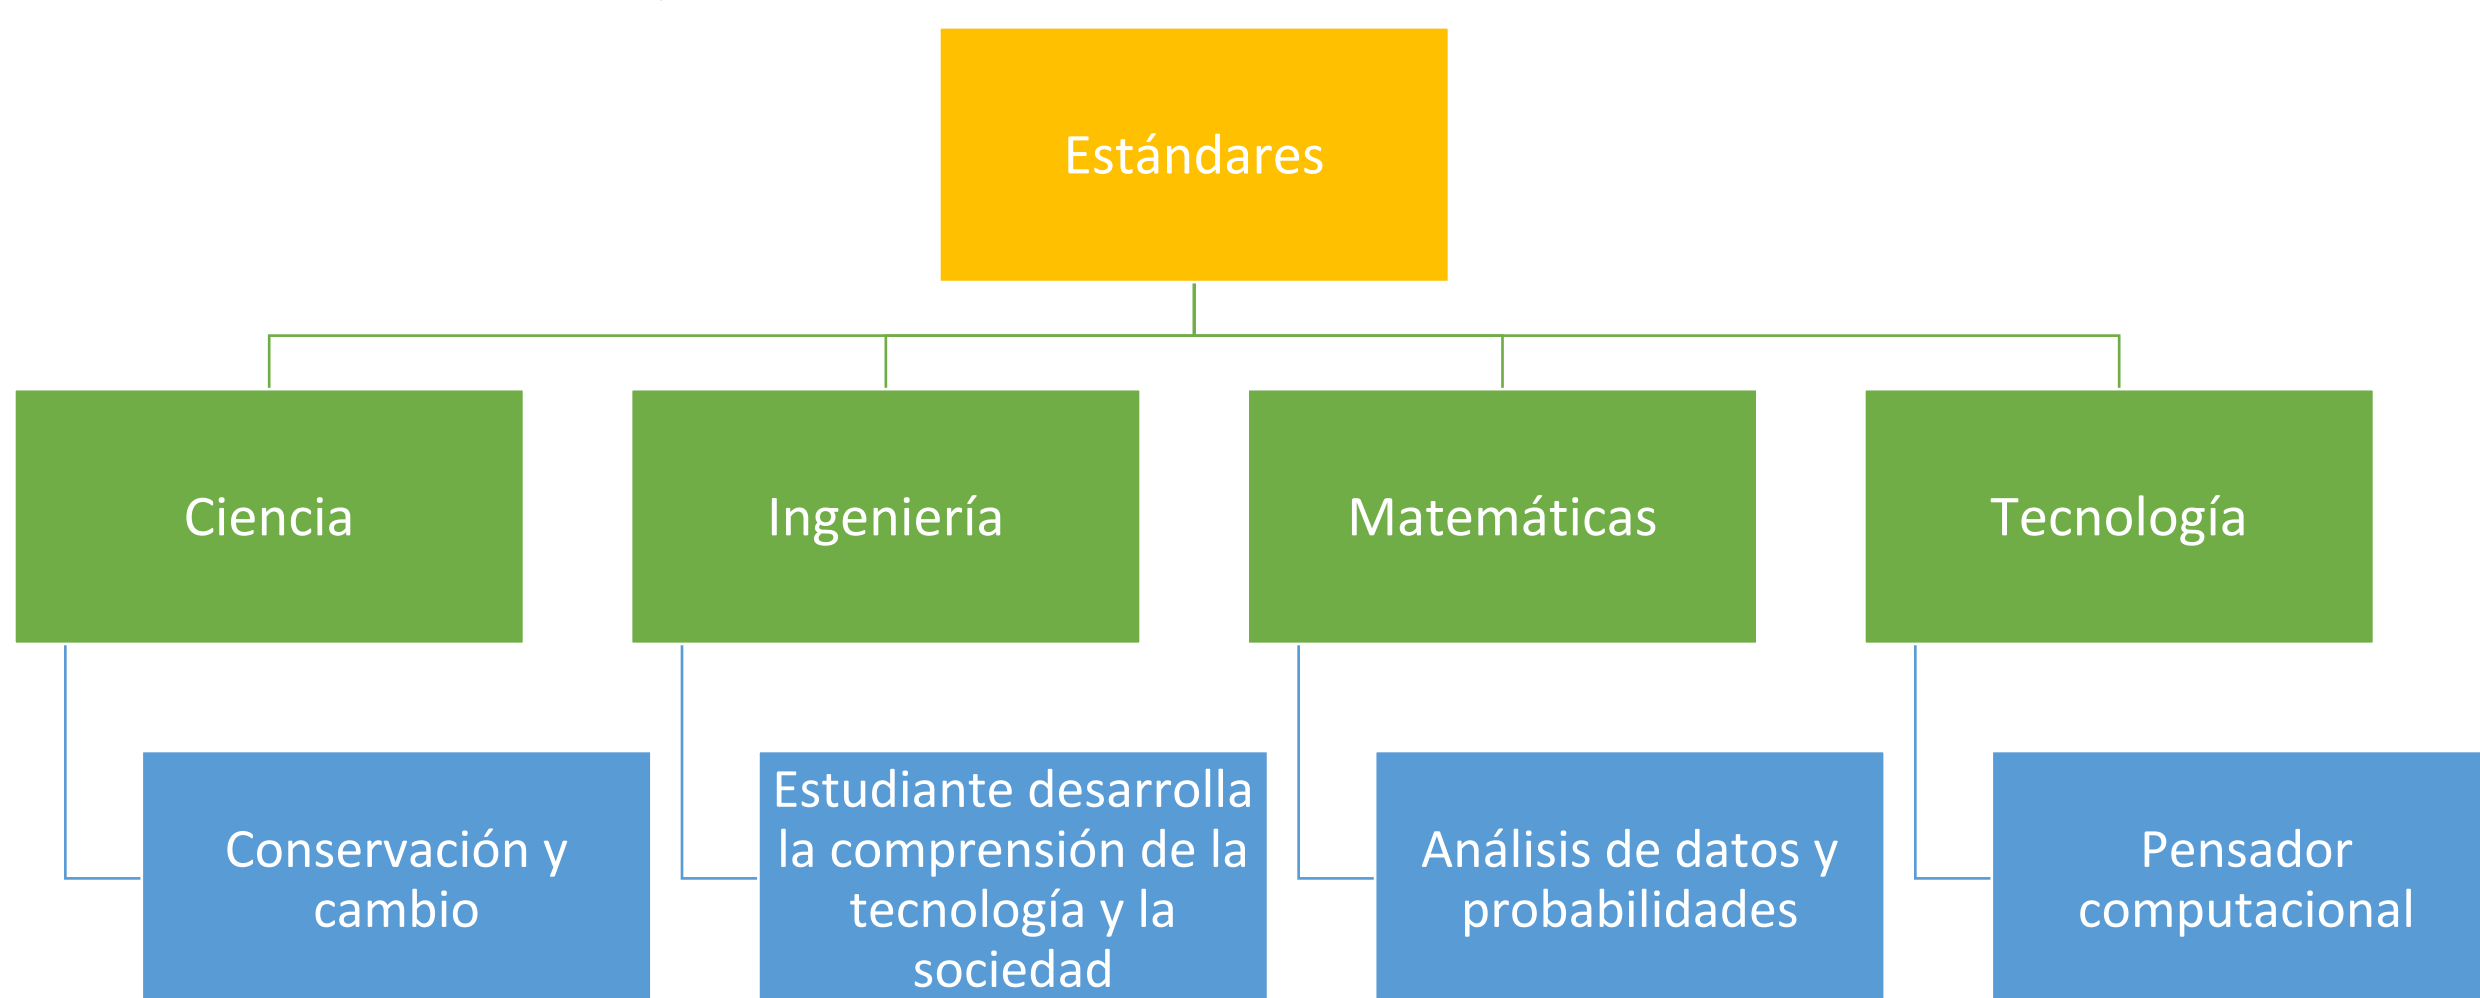 Estándares
Ciencia
Ingeniería
Matemáticas
Tecnología
Conservación y
cambio
Estudiante desarrolla
la comprensión de la
tecnología y la
sociedad
Análisis de datos y
probabilidades
Pensador
computacional